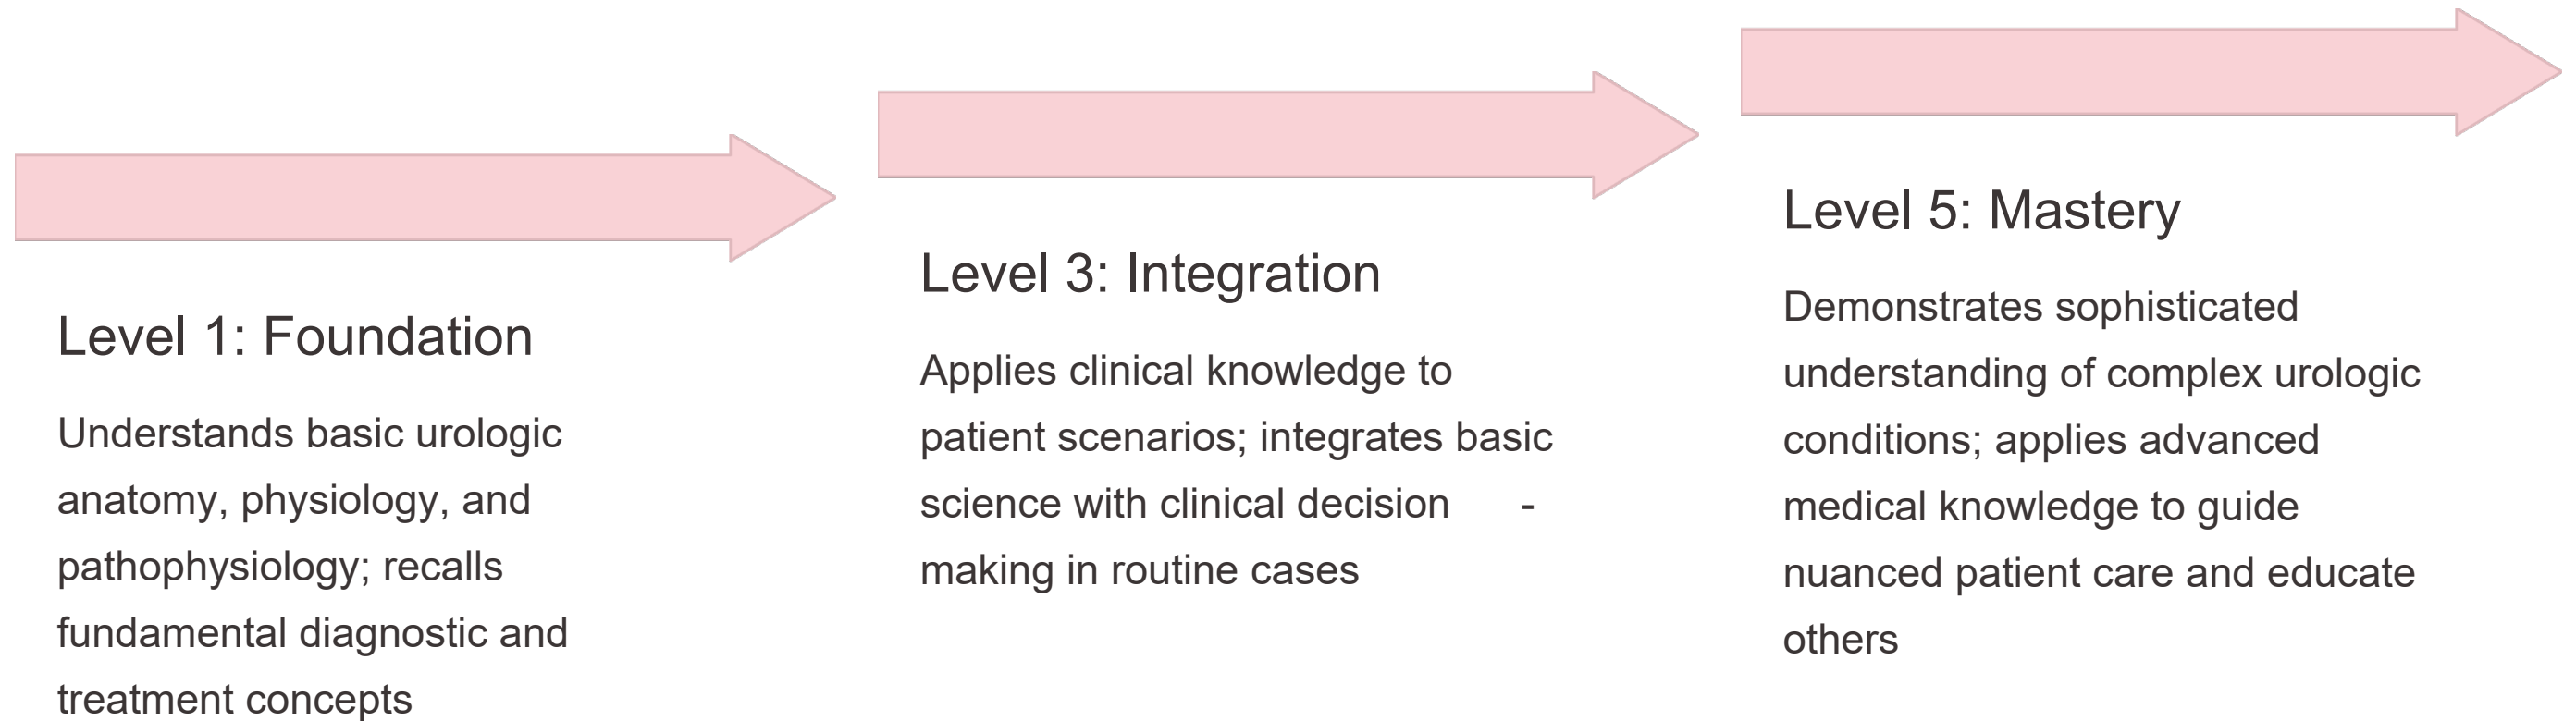 Level 1: Foundation
Understands basic urologic
anatomy, physiology, and
pathophysiology; recalls
fundamental diagnostic and
treatment concepts
Level 3: Integration
Applies clinical knowledge to
patient scenarios; integrates basic
science with clinical decision -
making in routine cases
Level 5: Mastery
Demonstrates sophisticated
understanding of complex urologic
conditions; applies advanced
medical knowledge to guide
nuanced patient care and educate
others